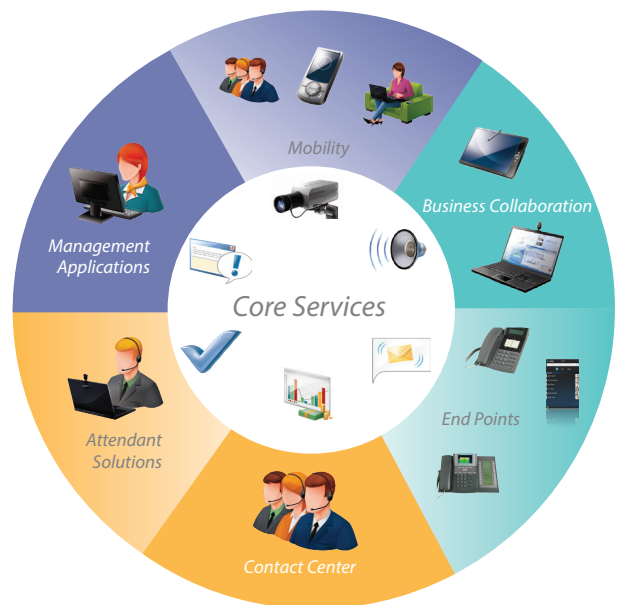 Mobility
Business Collaboration
Management
Applications
Core Services
End Points
Attendant
Solutions
Contact Center